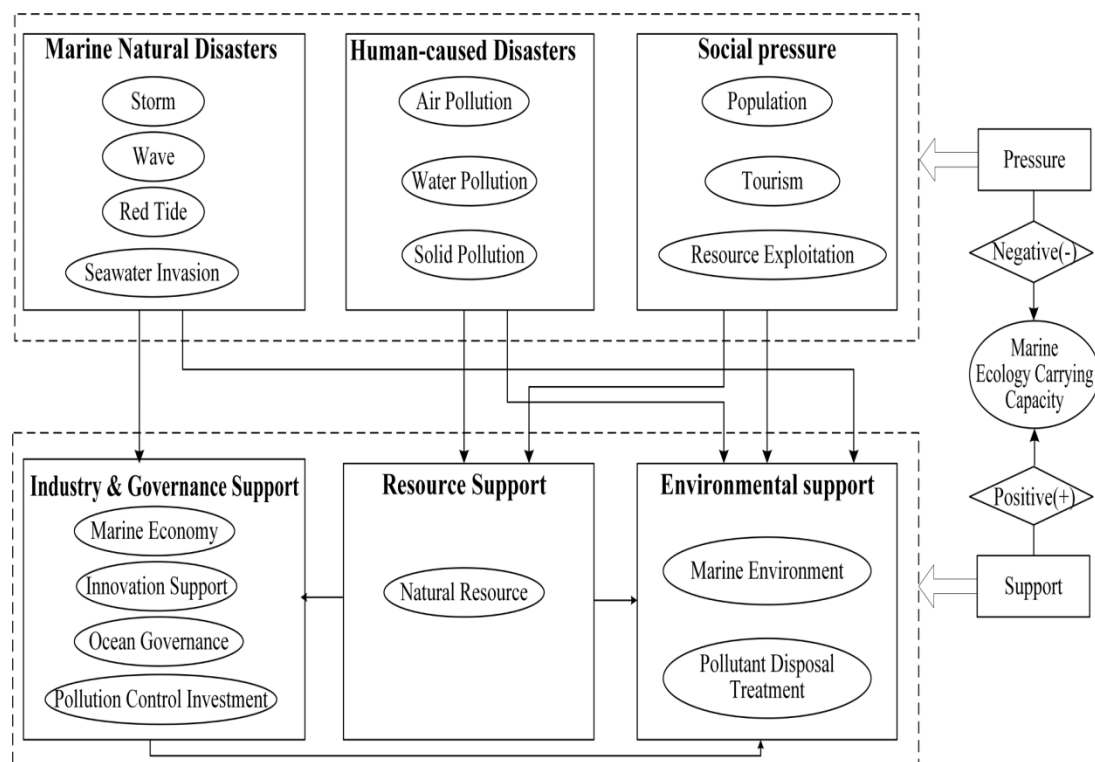 Marine Natural Disasters
Storm
Wave
Red Tide
Seawater Invasion
Human-caused Disasters
Air Pollution
Water Pollution
Solid Pollution
Social pressure
Population
Tourism
Resource Exploitation
Pressure
Negative(-)
Marine
Ecology Carrying
Capacity
Positive(+)
Support
Industry & Governance Support
Marine Economy
Innovation Support
Ocean Governance
Pollution Control Investment
Resource Support
Natural Resource
Environmental support
Marine Environment
Pollutant Disposal
Treatment